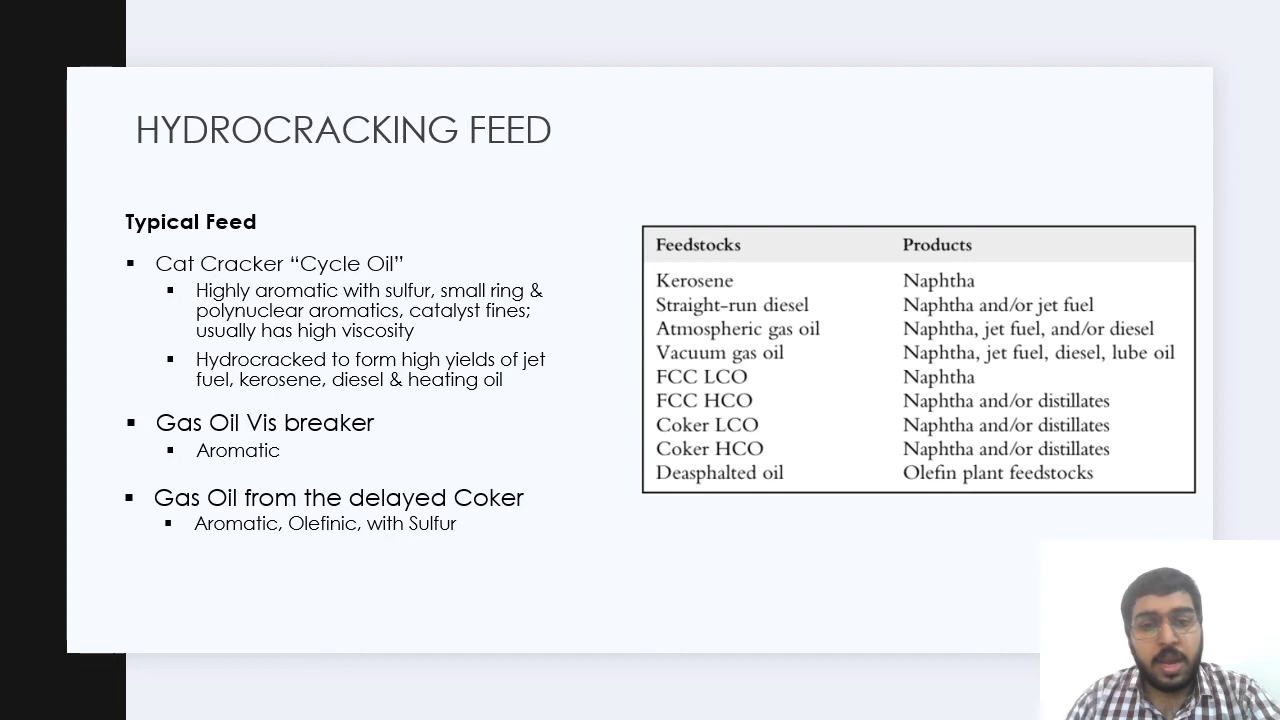 HYDROCRACKING FEED
Typical Feed
▪ Cat Cracker “Cycle Oil”
▪ Highly aromatic with sulfur, small ring &
polynuclear aromatics, catalyst fines;
usually has high viscosity
▪ Hydrocracked to form high yields of jet
fuel, kerosene, diesel & heating oil
▪ Gas Oil Vis breaker
▪ Aromatic
▪ Gas Oil from the delayed Coker
▪ Aromatic, Olefinic, with Sulfur
Feedstocks Products
Kerosene Naphtha
Straight-run diesel Naphtha and/or jet fuel
Atmospheric gas oil Naphtha, jet fuel, and/or diesel
Vacuum gas oil Naphtha, jet fuel, diesel, lube oil
FCC LCO Naphtha
FCC HCO Naphtha and/or distillates
Coker LCO Naphtha and/or distillates
Coker HCO Naphtha and/or distillates
Deasphalted oil Olefin plant feedstocks